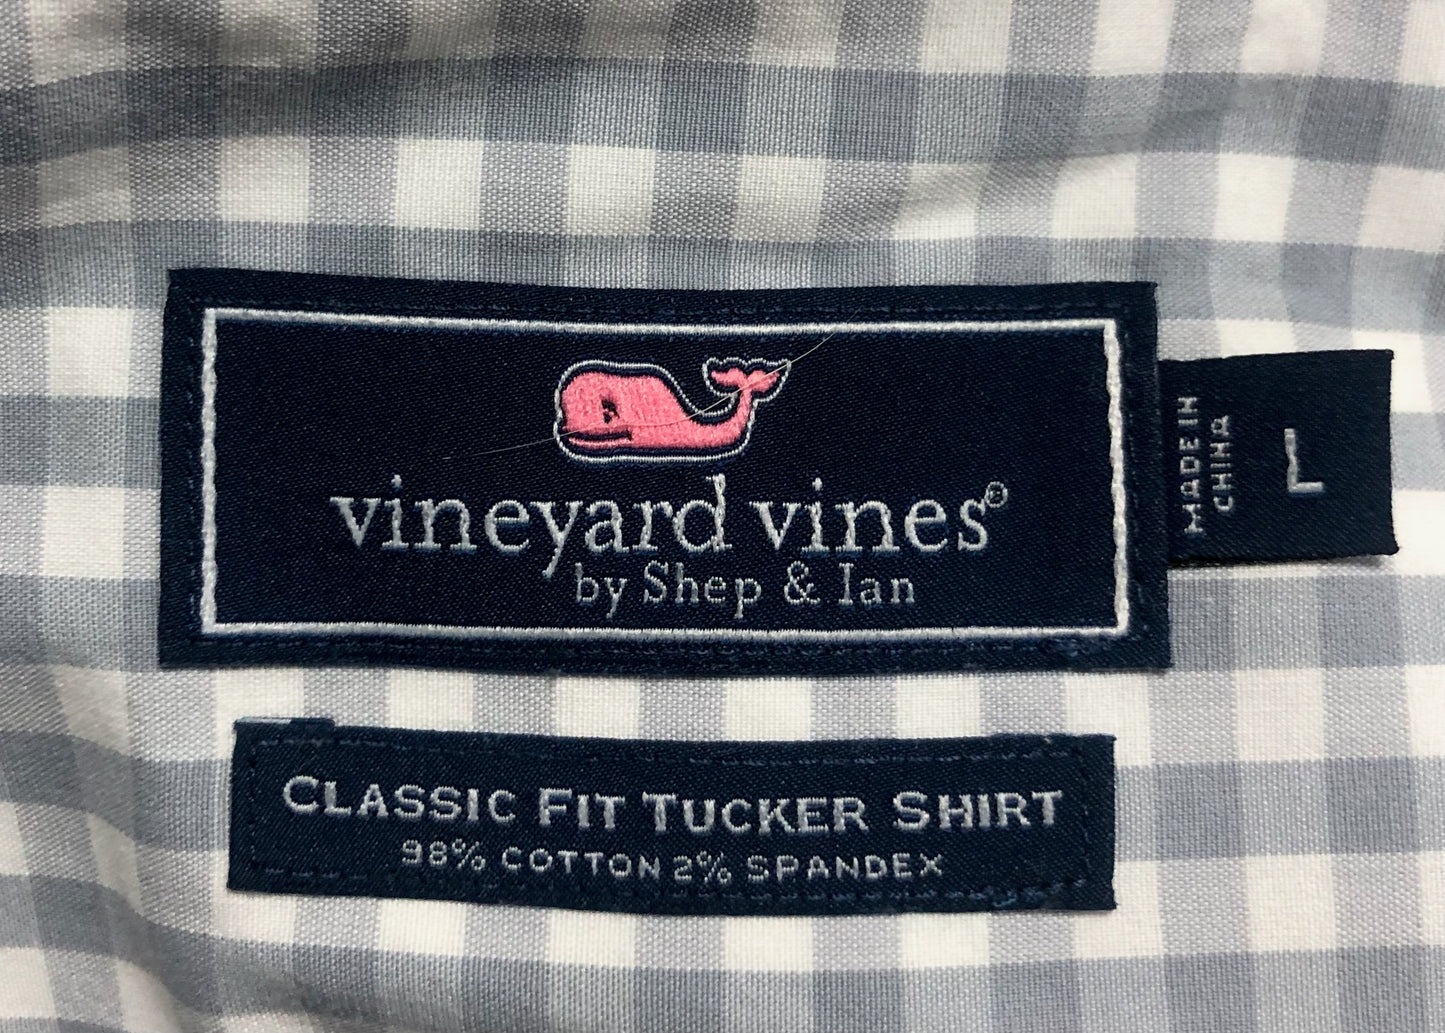 vineyard vines®
by Shep & Ian
MADE IN
CHINA
L
CLASSIC FIT TUCKER SHIRT
98% COTTON 2% SPANDEX